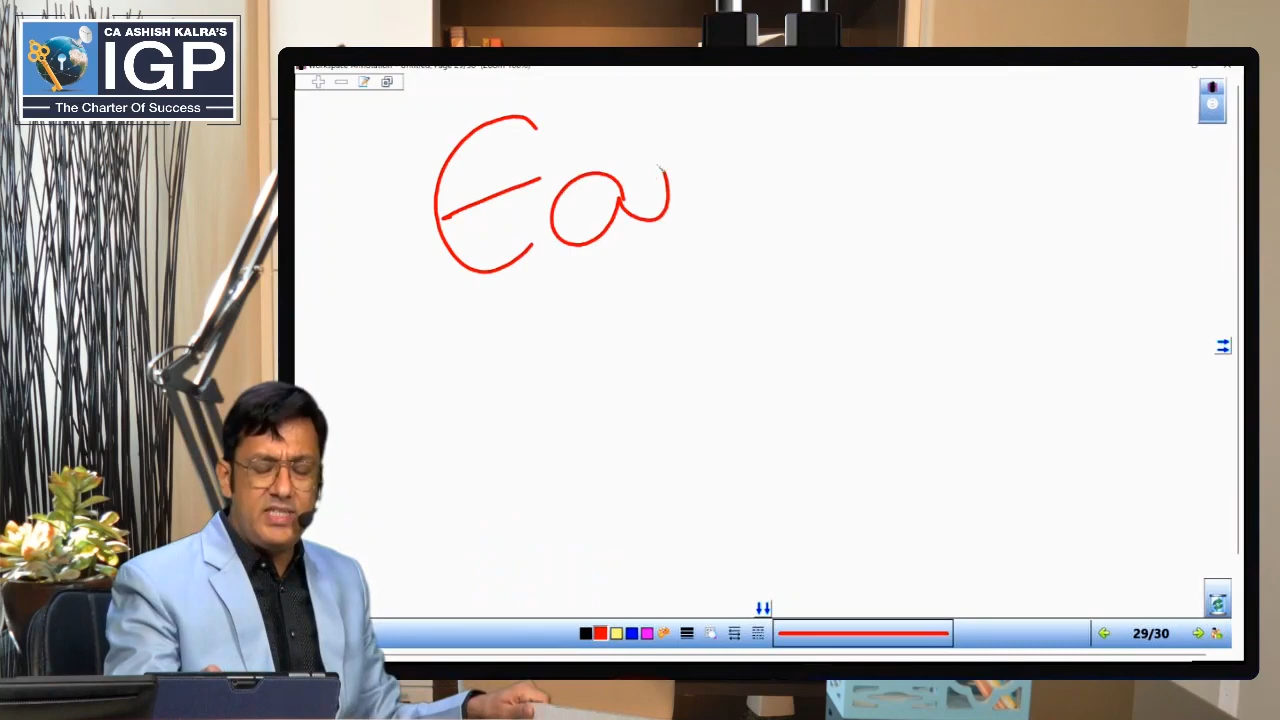 CA ASHISH KALRA'S
IGP
The Charter Of Success
Ea
29/30